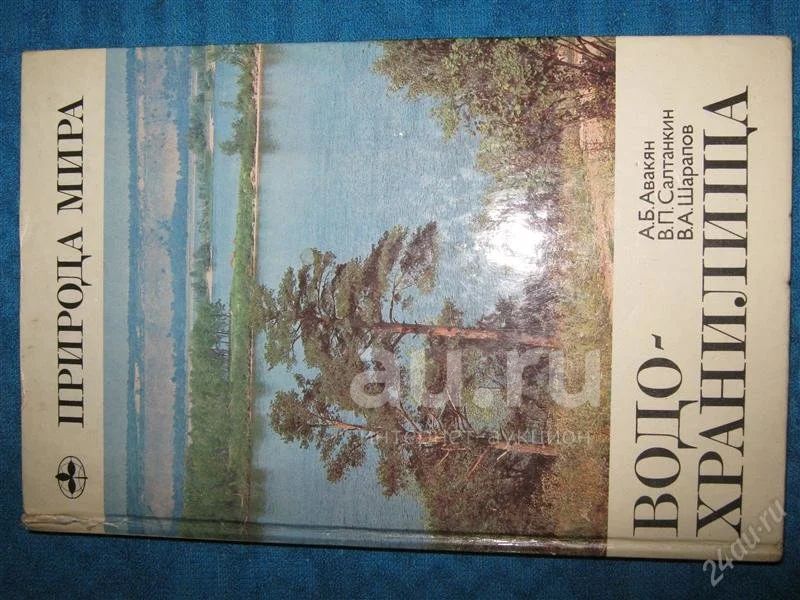 ПРИРОДА МИРА
А.Б.Авакян
В.П.Салтанкин
В.А.Шарапов
ВОДО-
ХРАНИЛИЩА
au.ru
интернет-аукцион
24au.ru